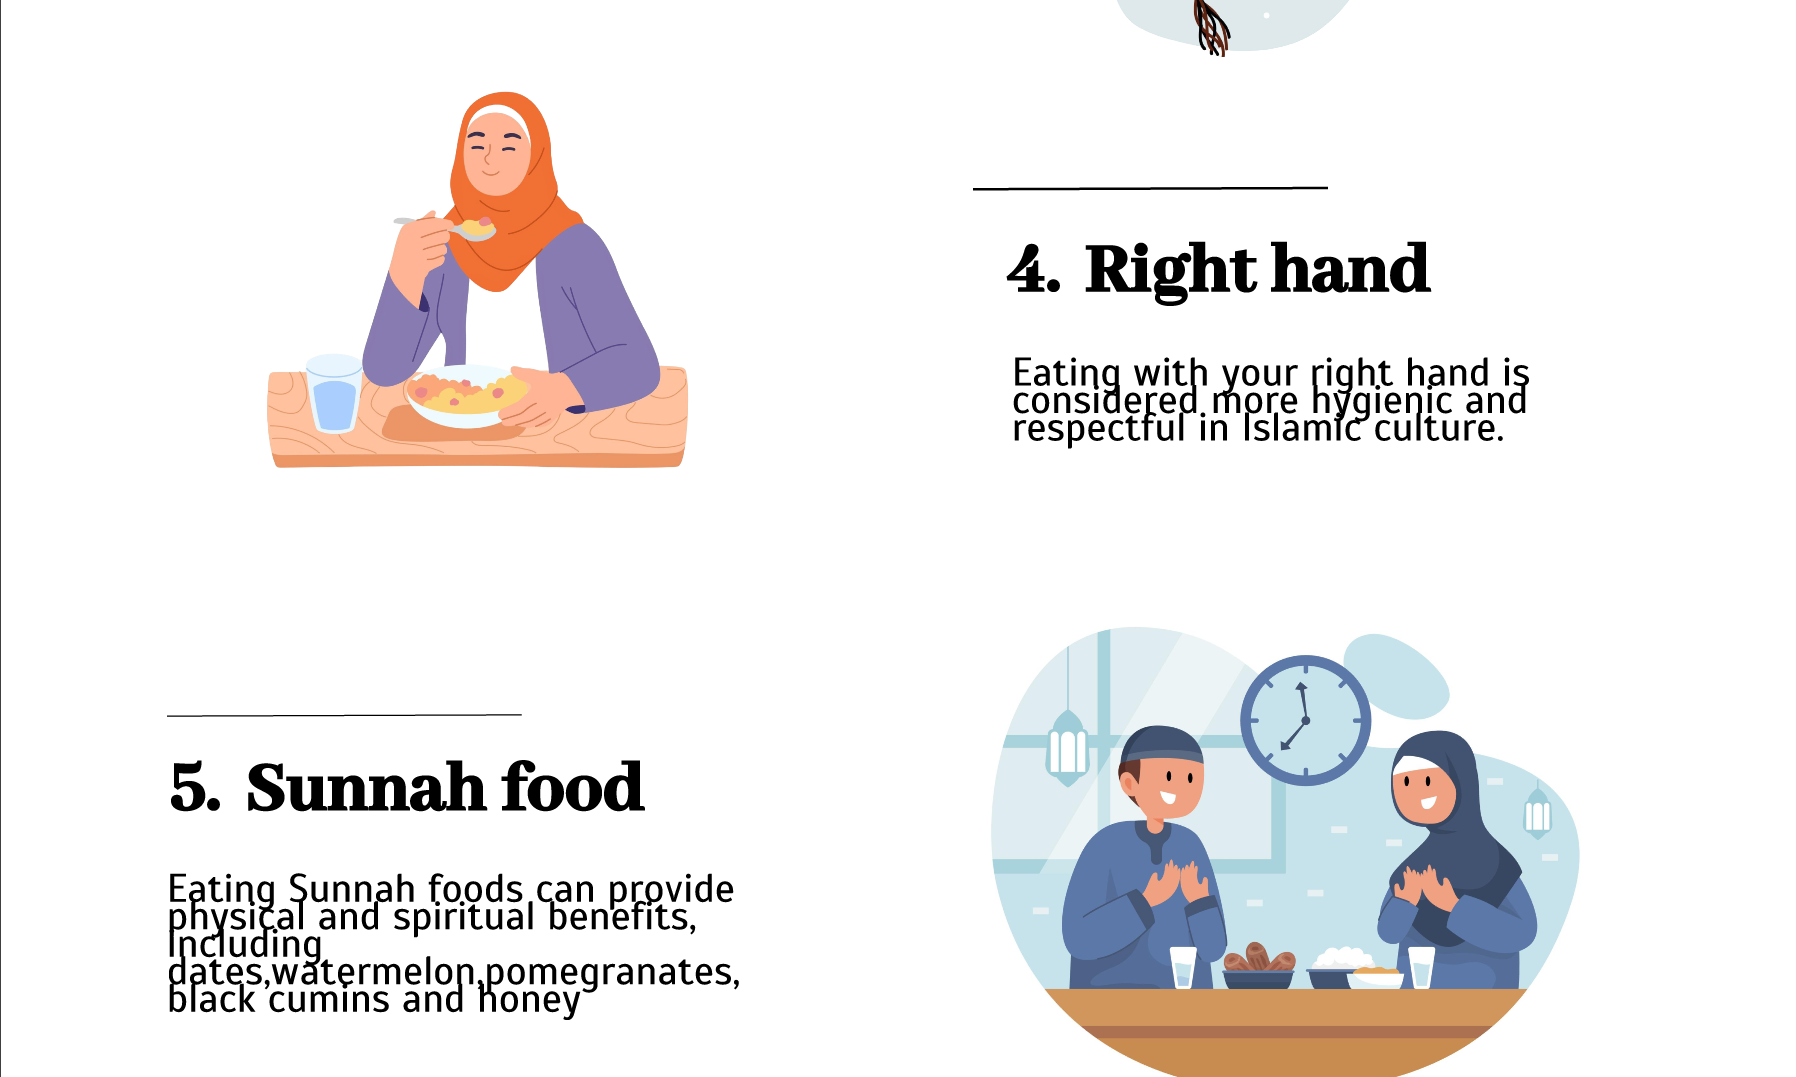 4. Right hand
Eating with your right hand is
considered more hygienic and
respectful in Islamic culture.
5. Sunnah food
Eating Sunnah foods can provide
physical and spiritual benefits,
Including
dates,watermelon,pomegranates,
black cumins and honey